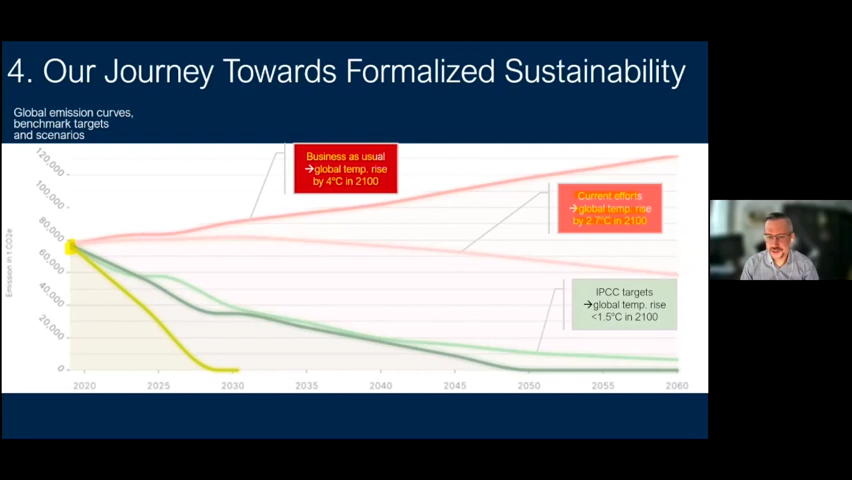 4. Our Journey Towards Formalized Sustainability
Global emission curves,
benchmark targets
and scenarios
Business as usual
→global temp. rise
by 4°C in 2100
Current efforts
→global temp. rise
by 2.7°C in 2100
IPCC targets
→global temp. rise
<1.5°C in 2100
Emission in t CO2e
120,000
100,000
80,000
60,000
40,000
20,000
0
2020 2025 2030 2035 2040 2045 2050 2055 2060